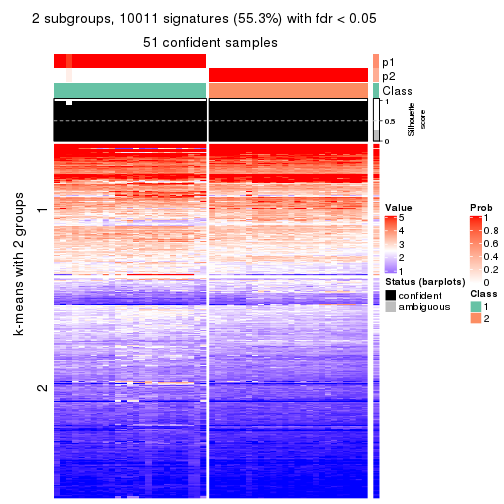 2 subgroups, 10011 signatures (55.3%) with fdr < 0.05
51 confident samples
p1
p2
Class
1
0.5
0
Silhouette
score
k-means with 2 groups
1
2
Value
5
4
3
2
1
Status (barplots)
confident
ambiguous
Prob
1
0.8
0.6
0.4
0.2
0
Class
1
2